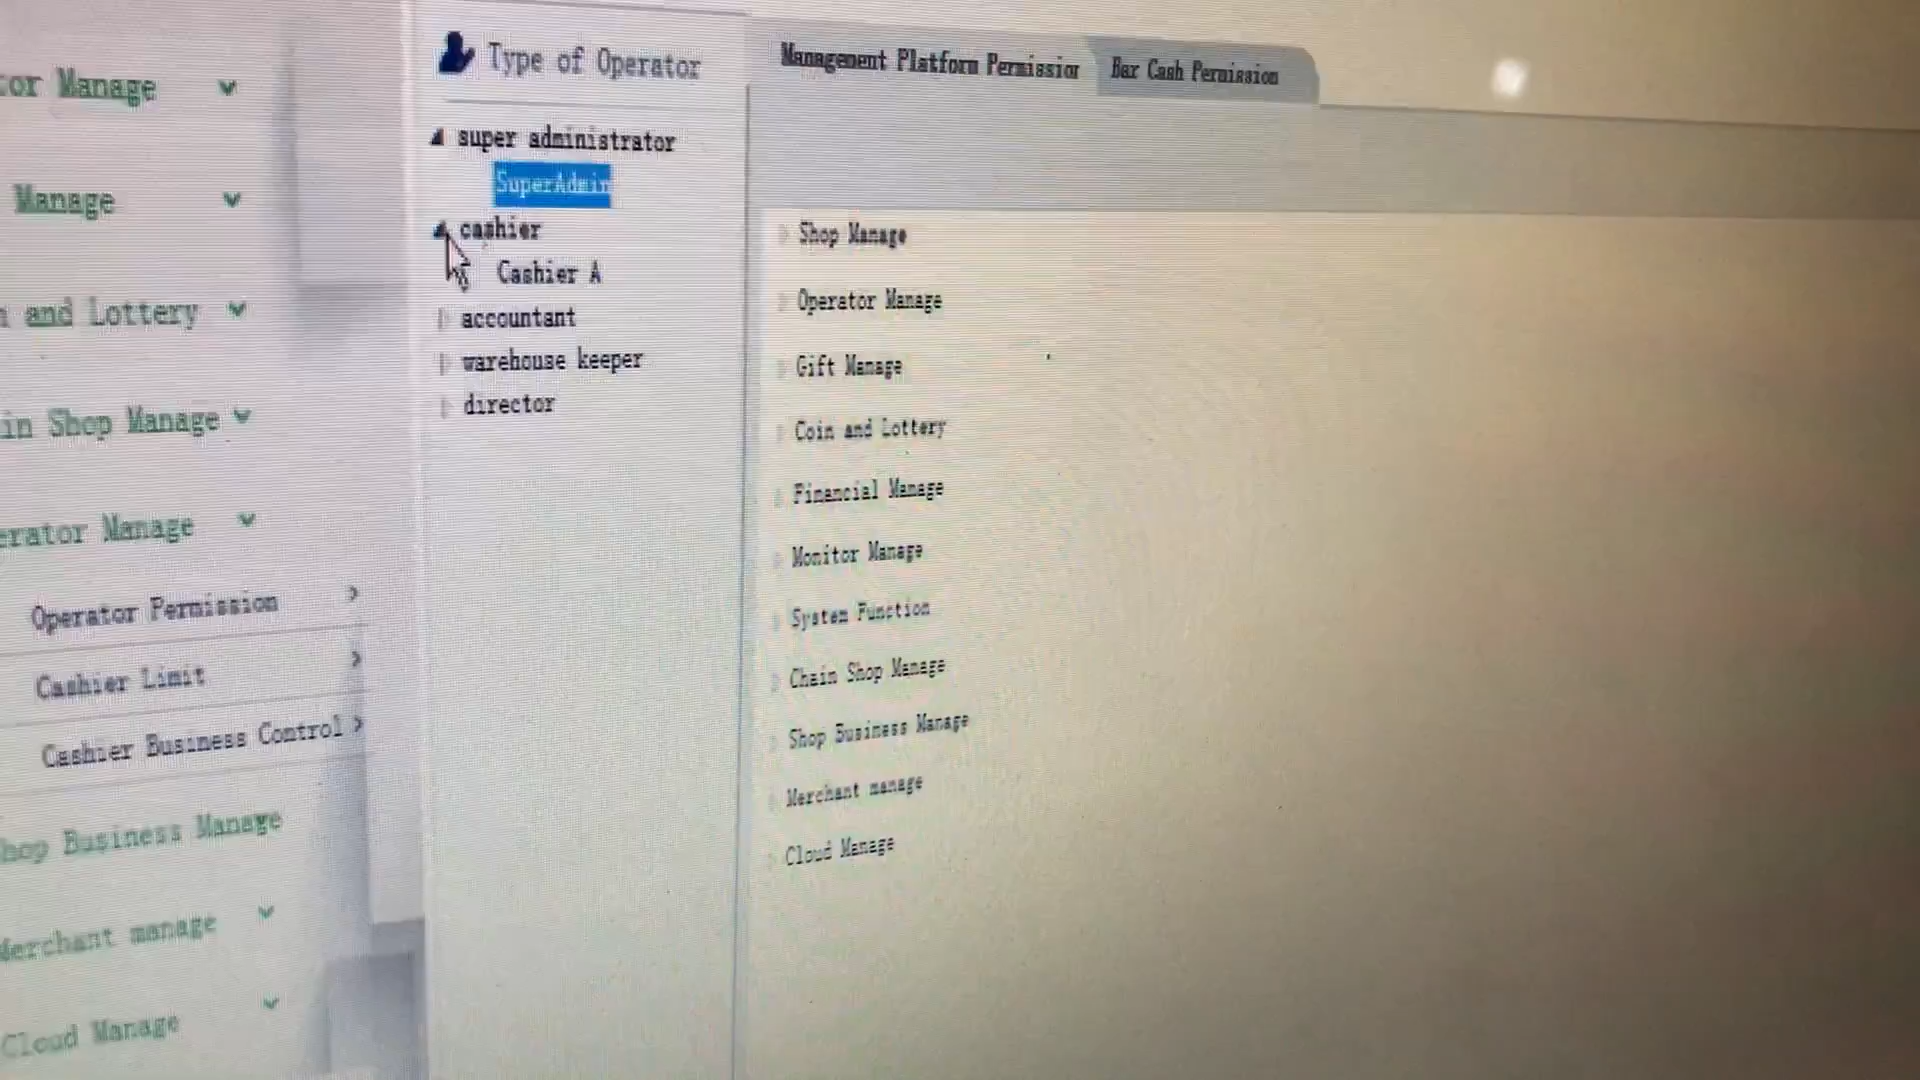 tor Manage
Manage
n and Lottery
in Shop Manage
erator Manage
Operator Permission
Cashier Limit
Cashier Business Control
hop Business Manage
Merchant manage
Cloud Manage
Type of Operator
super administrator
SuperAdmin
cashier
Cashier A
accountant
warehouse keeper
director
Management Platform Permission
Bar Cash Permission
Shop Manage
Operator Manage
Gift Manage
Coin and Lottery
Financial Manage
Monitor Manage
System Function
Chain Shop Manage
Shop Business Manage
Merchant manage
Cloud Manage